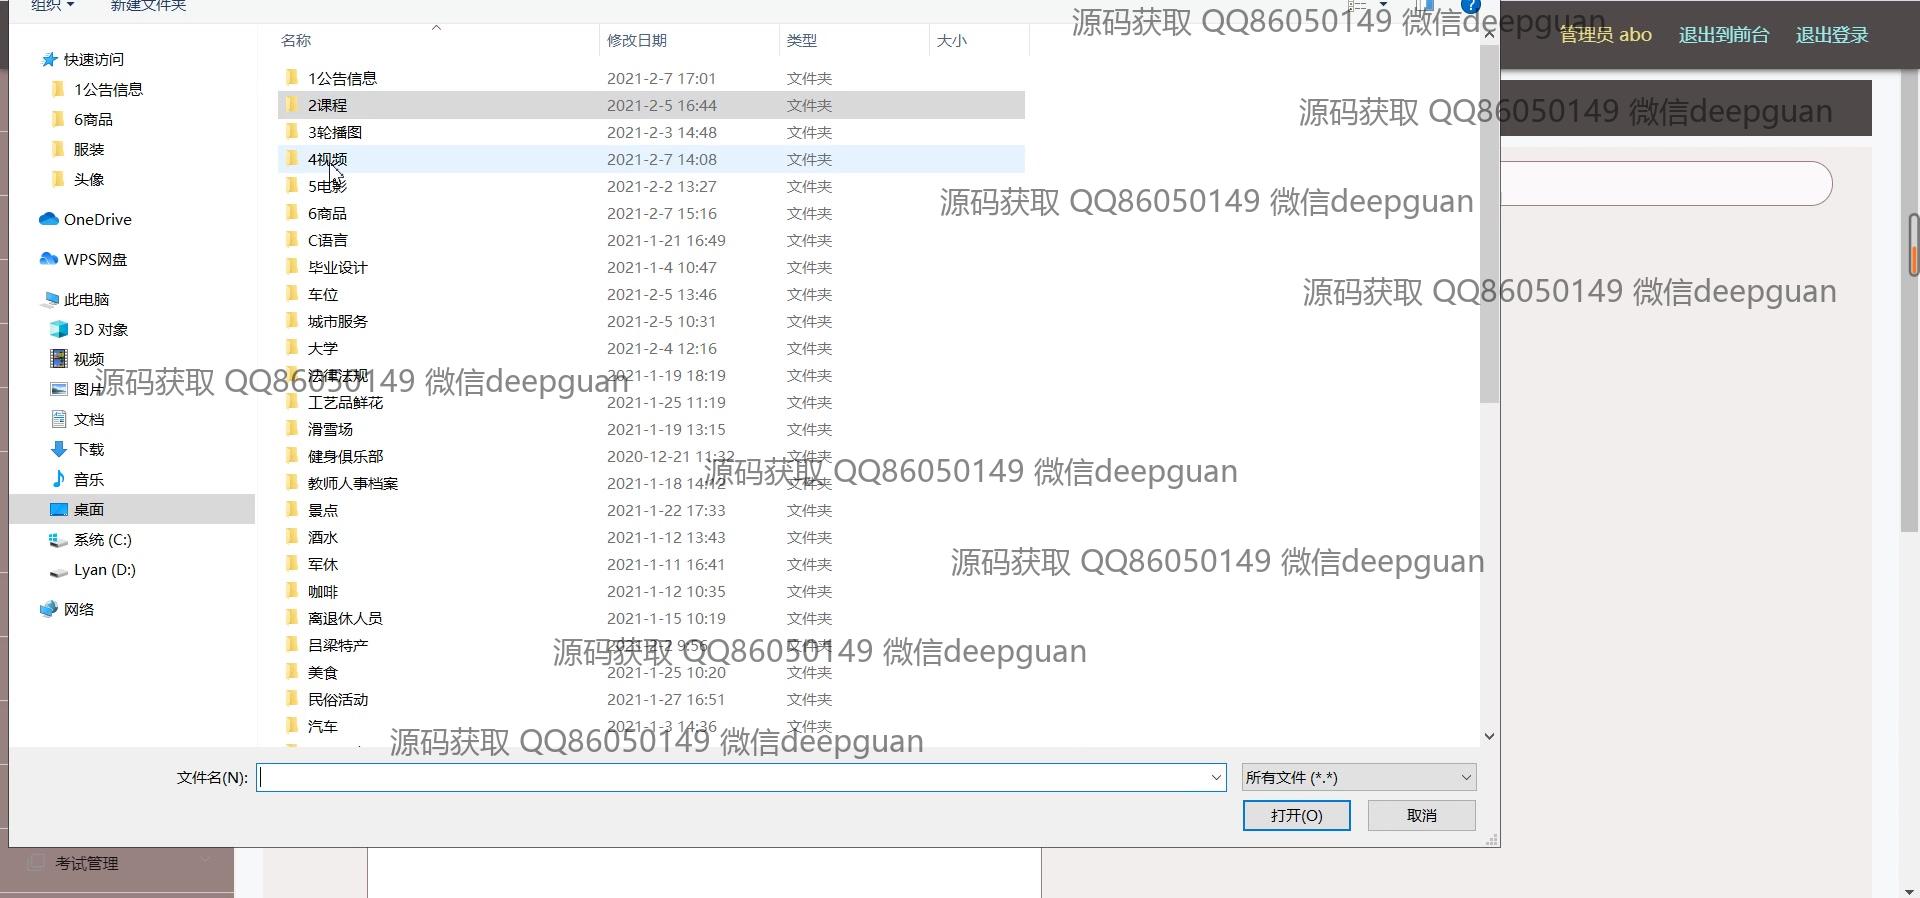 组织 新建文件夹
管理员 abo 退出到前台 退出登录
名称 修改日期 类型 大小
快速访问
1公告信息
6商品
服装
头像
OneDrive
WPS网盘
此电脑
3D 对象
视频
图片
文档
下载
音乐
桌面
系统 (C:)
Lyan (D:)
网络
1公告信息 2021-2-7 17:01 文件夹
2课程 2021-2-5 16:44 文件夹
3轮播图 2021-2-3 14:48 文件夹
4视频 2021-2-7 14:08 文件夹
5电影 2021-2-2 13:27 文件夹
6商品 2021-2-7 15:16 文件夹
C语言 2021-1-21 16:49 文件夹
毕业设计 2021-1-4 10:47 文件夹
车位 2021-2-5 13:46 文件夹
城市服务 2021-2-5 10:31 文件夹
大学 2021-2-4 12:16 文件夹
法律法规 2021-1-19 18:19 文件夹
工艺品鲜花 2021-1-25 11:19 文件夹
滑雪场 2021-1-19 13:15 文件夹
健身俱乐部 2020-12-21 11:32 文件夹
教师人事档案 2021-1-18 14:12 文件夹
景点 2021-1-22 17:33 文件夹
酒水 2021-1-12 13:43 文件夹
军休 2021-1-11 16:41 文件夹
咖啡 2021-1-12 10:35 文件夹
离退休人员 2021-1-15 10:19 文件夹
吕梁特产 2021-2-2 9:56 文件夹
美食 2021-1-25 10:20 文件夹
民俗活动 2021-1-27 16:51 文件夹
汽车 2021-1-3 14:36 文件夹
文件名(N): 所有文件 (*.*)
打开(O) 取消
考试管理
源码获取 QQ86050149 微信deepguan
源码获取 QQ86050149 微信deepguan
源码获取 QQ86050149 微信deepguan
源码获取 QQ86050149 微信deepguan
源码获取 QQ86050149 微信deepguan
源码获取 QQ86050149 微信deepguan
源码获取 QQ86050149 微信deepguan
源码获取 QQ86050149 微信deepguan
源码获取 QQ86050149 微信deepguan